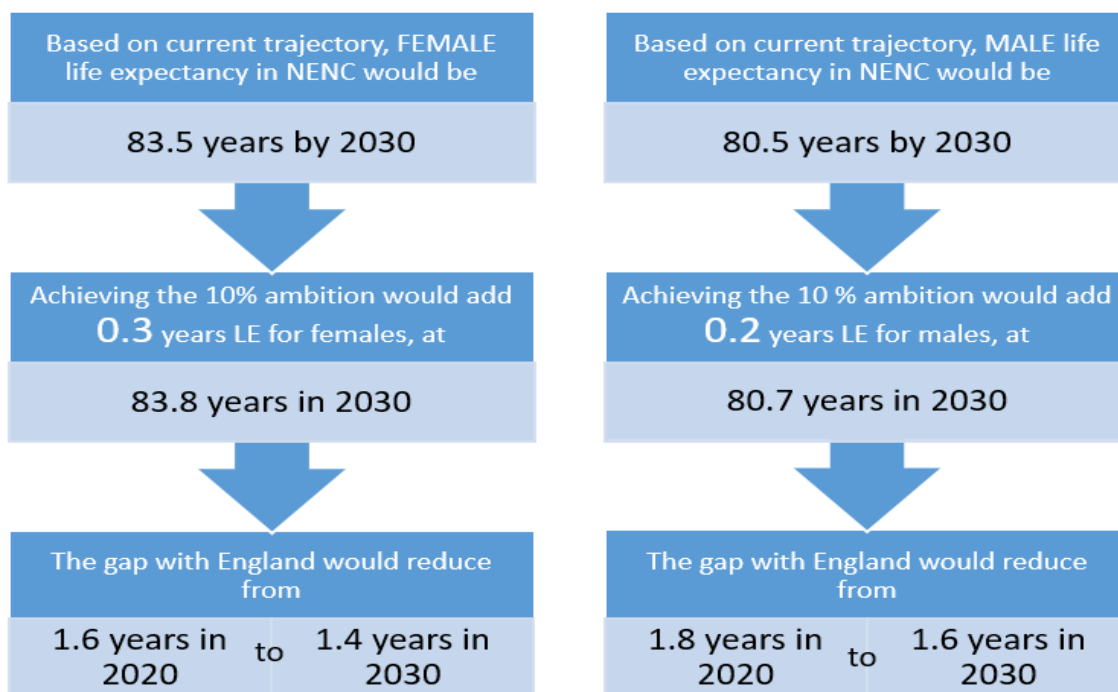 Based on current trajectory, FEMALE
life expectancy in NENC would be
83.5 years by 2030
Achieving the 10% ambition would add
0.3 years LE for females, at
83.8 years in 2030
The gap with England would reduce
from
1.6 years in
2020
to
1.4 years in
2030
Based on current trajectory, MALE life
expectancy in NENC would be
80.5 years by 2030
Achieving the 10 % ambition would add
0.2 years LE for males, at
80.7 years in 2030
The gap with England would reduce
from
1.8 years in
2020
to
1.6 years in
2030